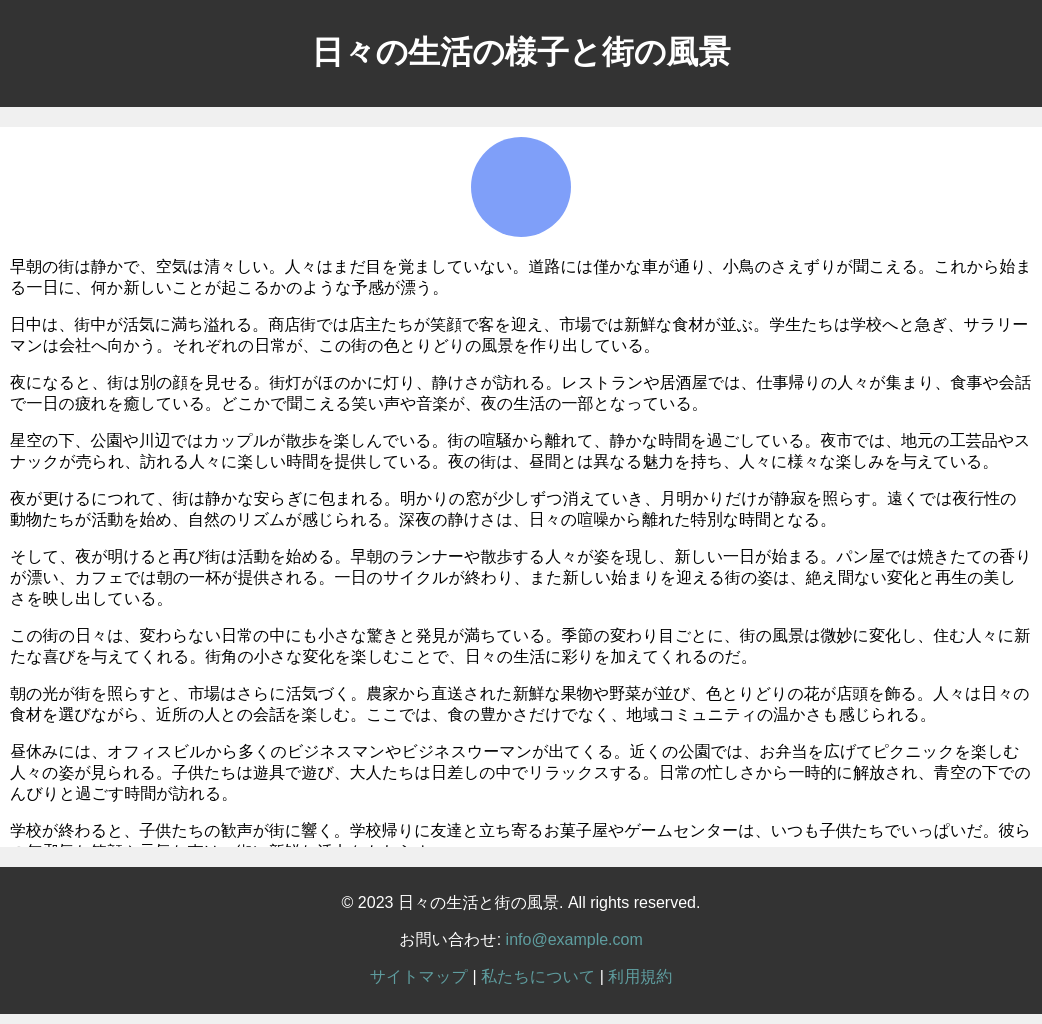 日々の生活の様子と街の風景
早朝の街は静かで、空気は清々しい。人々はまだ目を覚ましていない。道路には僅かな車が通り、小鳥のさえずりが聞こえる。これから始ま
る一日に、何か新しいことが起こるかのような予感が漂う。
日中は、街中が活気に満ち溢れる。商店街では店主たちが笑顔で客を迎え、市場では新鮮な食材が並ぶ。学生たちは学校へと急ぎ、サラリー
マンは会社へ向かう。それぞれの日常が、この街の色とりどりの風景を作り出している。
夜になると、街は別の顔を見せる。街灯がほのかに灯り、静けさが訪れる。レストランや居酒屋では、仕事帰りの人々が集まり、食事や会話
で一日の疲れを癒している。どこかで聞こえる笑い声や音楽が、夜の生活の一部となっている。
星空の下、公園や川辺ではカップルが散歩を楽しんでいる。街の喧騒から離れて、静かな時間を過ごしている。夜市では、地元の工芸品やス
ナックが売られ、訪れる人々に楽しい時間を提供している。夜の街は、昼間とは異なる魅力を持ち、人々に様々な楽しみを与えている。
夜が更けるにつれて、街は静かな安らぎに包まれる。明かりの窓が少しずつ消えていき、月明かりだけが静寂を照らす。遠くでは夜行性の
動物たちが活動を始め、自然のリズムが感じられる。深夜の静けさは、日々の喧噪から離れた特別な時間となる。
そして、夜が明けると再び街は活動を始める。早朝のランナーや散歩する人々が姿を現し、新しい一日が始まる。パン屋では焼きたての香り
が漂い、カフェでは朝の一杯が提供される。一日のサイクルが終わり、また新しい始まりを迎える街の姿は、絶え間ない変化と再生の美し
さを映し出している。
この街の日々は、変わらない日常の中にも小さな驚きと発見が満ちている。季節の変わり目ごとに、街の風景は微妙に変化し、住む人々に新
たな喜びを与えてくれる。街角の小さな変化を楽しむことで、日々の生活に彩りを加えてくれるのだ。
朝の光が街を照らすと、市場はさらに活気づく。農家から直送された新鮮な果物や野菜が並び、色とりどりの花が店頭を飾る。人々は日々の
食材を選びながら、近所の人との会話を楽しむ。ここでは、食の豊かさだけでなく、地域コミュニティの温かさも感じられる。
昼休みには、オフィスビルから多くのビジネスマンやビジネスウーマンが出てくる。近くの公園では、お弁当を広げてピクニックを楽しむ
人々の姿が見られる。子供たちは遊具で遊び、大人たちは日差しの中でリラックスする。日常の忙しさから一時的に解放され、青空の下での
んびりと過ごす時間が訪れる。
学校が終わると、子供たちの歓声が街に響く。学校帰りに友達と立ち寄るお菓子屋やゲームセンターは、いつも子供たちでいっぱいだ。彼ら
© 2023 日々の生活と街の風景. All rights reserved.
お問い合わせ: info@example.com
サイトマップ | 私たちについて | 利用規約